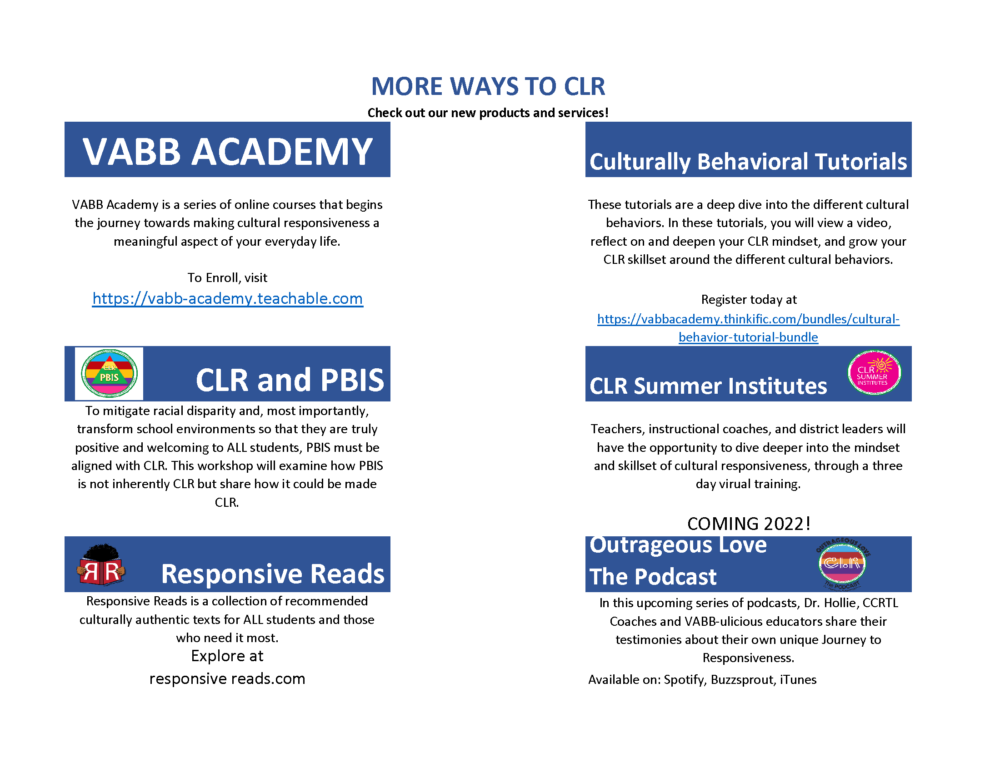 MORE WAYS TO CLR
Check out our new products and services!
VABB ACADEMY
VABB Academy is a series of online courses that begins
the journey towards making cultural responsiveness a
meaningful aspect of your everyday life.
To Enroll, visit
https://vabb-academy.teachable.com
Culturally Behavioral Tutorials
These tutorials are a deep dive into the different cultural
behaviors. In these tutorials, you will view a video,
reflect on and deepen your CLR mindset, and grow your
CLR skillset around the different cultural behaviors.
Register today at
https://vabbacademy.thinkific.com/bundles/cultural-
behavior-tutorial-bundle
CLR
PBIS
CLR and PBIS
To mitigate racial disparity and, most importantly,
transform school environments so that they are truly
positive and welcoming to ALL students, PBIS must be
aligned with CLR. This workshop will examine how PBIS
is not inherently CLR but share how it could be made
CLR.
CLR Summer Institutes
CLR
SUMMER
INSTITUTES
Teachers, instructional coaches, and district leaders will
have the opportunity to dive deeper into the mindset
and skillset of cultural responsiveness, through a three
day virual training.
COMING 2022!
R R
Responsive Reads
Responsive Reads is a collection of recommended
culturally authentic texts for ALL students and those
who need it most.
Explore at
responsive reads.com
Outrageous Love
The Podcast
OUTRAGEOUS LOVE
CLR
The PODCAST
In this upcoming series of podcasts, Dr. Hollie, CCRTL
Coaches and VABB-ulicious educators share their
testimonies about their own unique Journey to
Responsiveness.
Available on: Spotify, Buzzsprout, iTunes